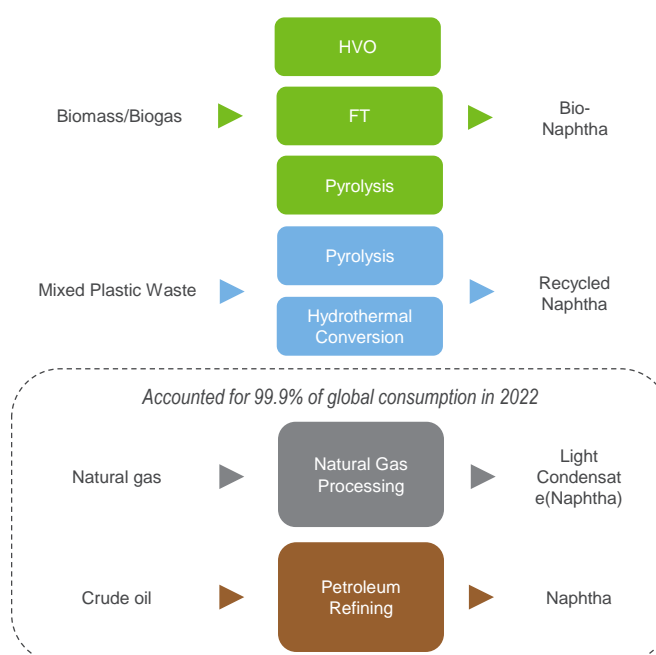 HVO
Biomass/Biogas
FT
Bio-
Naphtha
Pyrolysis
Pyrolysis
Mixed Plastic Waste
Recycled
Naphtha
Hydrothermal
Conversion
Accounted for 99.9% of global consumption in 2022
Natural gas
Natural Gas
Processing
Light
Condensat
e(Naphtha)
Crude oil
Petroleum
Refining
Naphtha